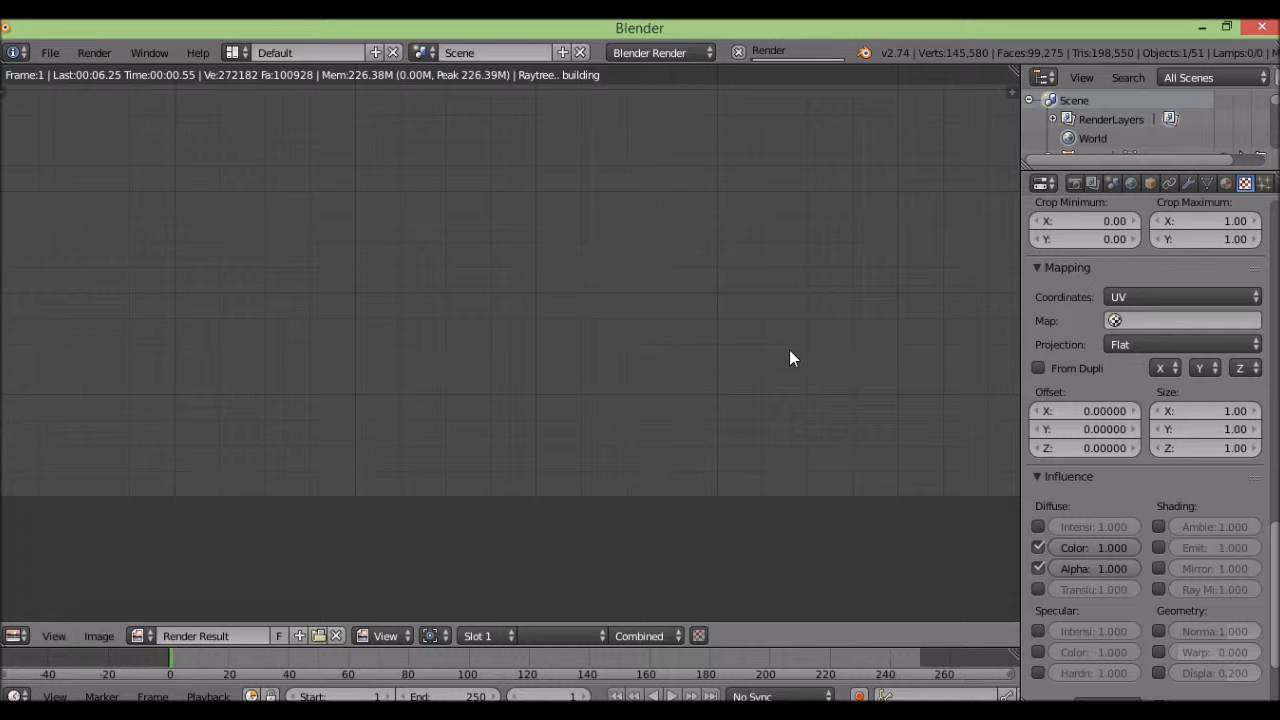 Blender
File Render Window Help Default Scene Blender Render Render v2.74 | Verts:145,580 | Faces:99,275 | Tris:198,550 | Objects:1/51 | Lamps:0/0 |
Frame:1 | Last:00:06.25 Time:00:00.55 | Ve:272182 Fa:100928 | Mem:226.38M (0.00M, Peak 226.39M) | Raytree.. building
View Search All Scenes
Scene
RenderLayers
World
Crop Minimum: Crop Maximum:
X: 0.00 X: 1.00
Y: 0.00 Y: 1.00
Mapping
Coordinates: UV
Map:
Projection: Flat
From Dupli X Y Z
Offset: Size:
X: 0.00000 X: 1.00
Y: 0.00000 Y: 1.00
Z: 0.00000 Z: 1.00
Influence
Diffuse: Shading:
Intensi: 1.000 Ambie: 1.000
Color: 1.000 Emit: 1.000
Alpha: 1.000 Mirror: 1.000
Translu: 1.000 Ray Mi: 1.000
Specular: Geometry:
Intensi: 1.000 Norma: 1.000
Color: 1.000 Warp: 0.000
Hardn: 1.000 Displa: 0.200
View Image Render Result F View Slot 1 Combined
-40 -20 0 20 40 60 80 100 120 140 160 180 200 220 240 260
View Marker Frame Playback Start: 1 End: 250 1 No Sync